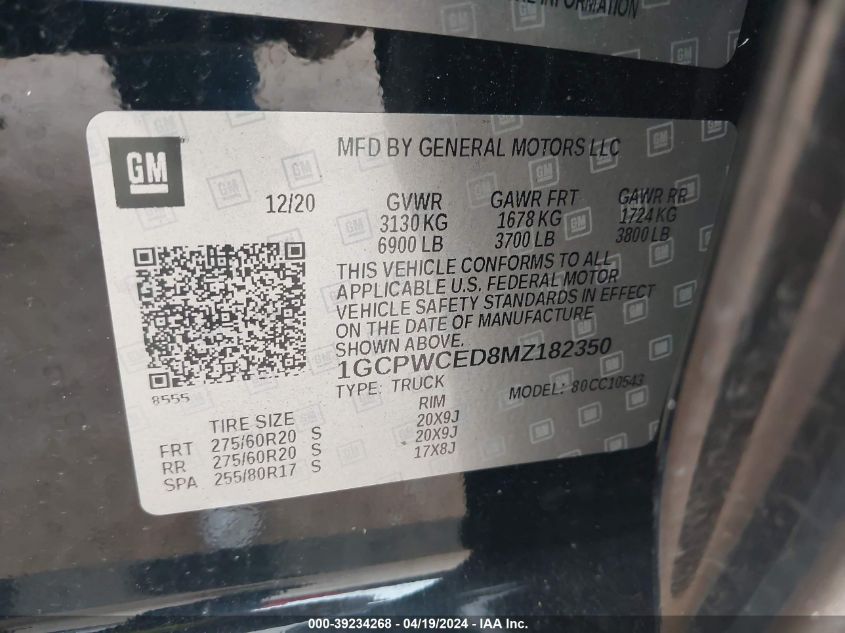 INFORMATION
GM
MFD BY GENERAL MOTORS LLC
12/20
GVWR GAWR FRT GAWR RR
3130 KG 1678 KG 1724 KG
6900 LB 3700 LB 3800 LB
THIS VEHICLE CONFORMS TO ALL
APPLICABLE U.S. FEDERAL MOTOR
VEHICLE SAFETY STANDARDS IN EFFECT
ON THE DATE OF MANUFACTURE
SHOWN ABOVE.
1GCPWCED8MZ182350
TYPE: TRUCK MODEL: 80CC10543
8555
TIRE SIZE RIM
FRT 275/60R20 S 20X9J
RR 275/60R20 S 20X9J
SPA 255/80R17 S 17X8J
000-39234268 - 04/19/2024 - IAA Inc.